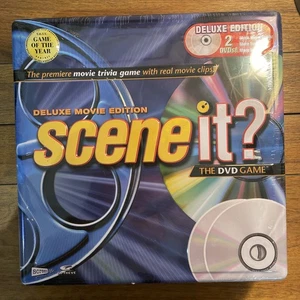 GAME
OF THE
YEAR
DELUXE EDITION
2
DVDs!
The premiere movie trivia game with real movie clips!
DELUXE MOVIE EDITION
scene it?
THE DVD GAME